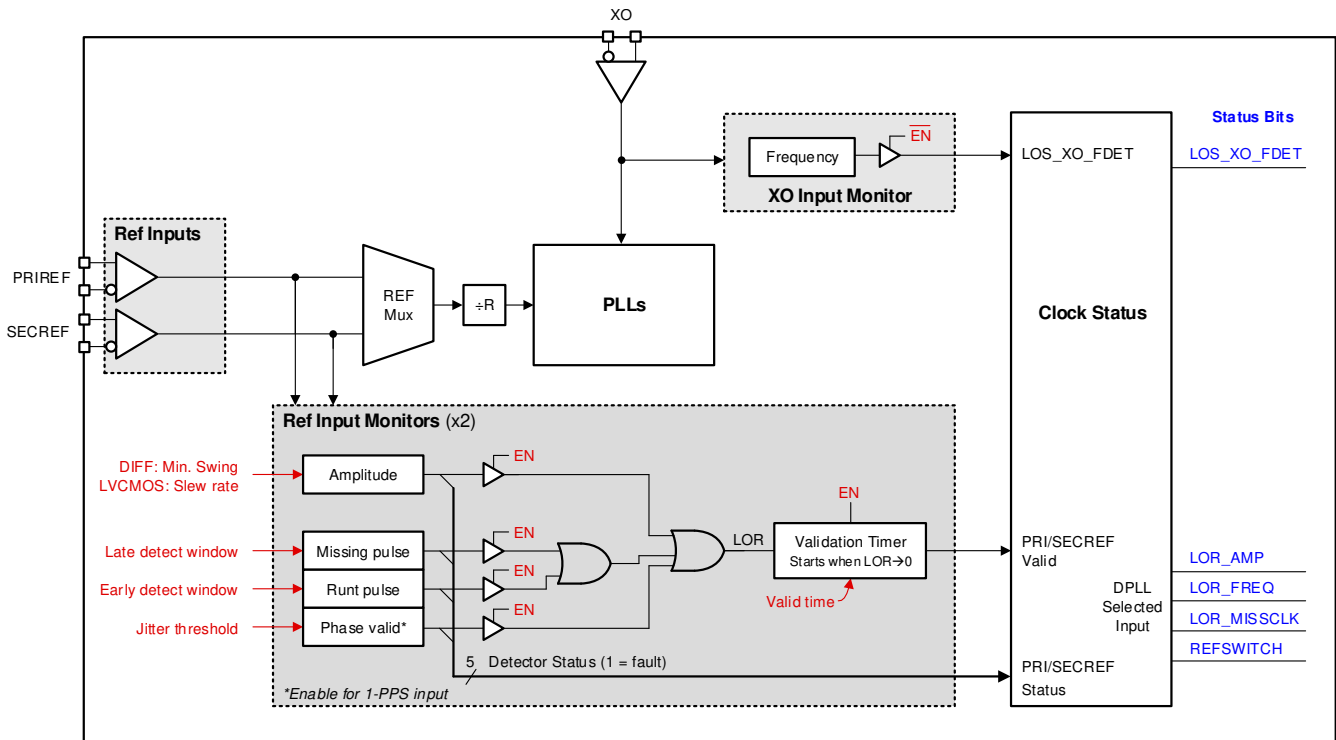 XO
Status Bits
EN
Frequency
LOS_XO_FDET
LOS_XO_FDET
XO Input Monitor
Ref Inputs
PRIREF
SECREF
REF
Mux
÷R
PLLs
Clock Status
Ref Input Monitors (x2)
DIFF: Min. Swing
LVCMOS: Slew rate
Amplitude
EN
Late detect window
Missing pulse
EN
Early detect window
Runt pulse
EN
Jitter threshold
Phase valid*
EN
LOR
EN
Validation Timer
Starts when LOR→0
Valid time
PRI/SECREF
Valid
DPLL
Selected
Input
LOR_AMP
LOR_FREQ
LOR_MISSCLK
REFSWITCH
5 Detector Status (1 = fault)
PRI/SECREF
Status
*Enable for 1-PPS input